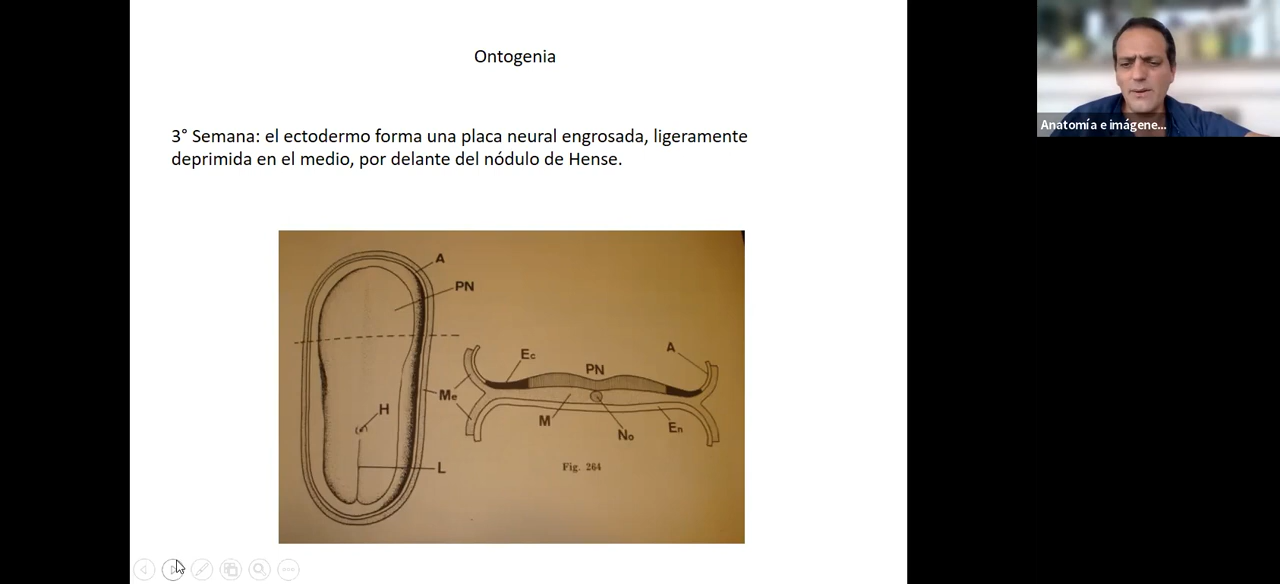 Ontogenia
3° Semana: el ectodermo forma una placa neural engrosada, ligeramente
deprimida en el medio, por delante del nódulo de Hense.
A
PN
H
Me
L
Ec
PN
A
M
No
En
Fig. 264
Anatomía e imágene...